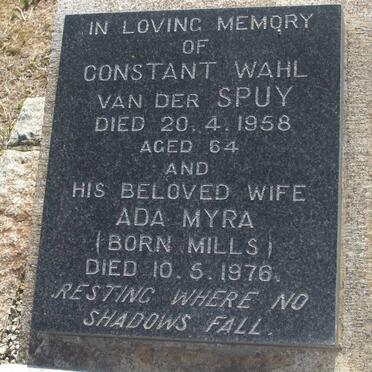 IN LOVING MEMORY
OF
CONSTANT WAHL
VAN DER SPUY
DIED 20.4.1958
AGED 64
AND
HIS BELOVED WIFE
ADA MYRA
(BORN MILLS)
DIED 10.5.1976.
RESTING WHERE NO
SHADOWS FALL.